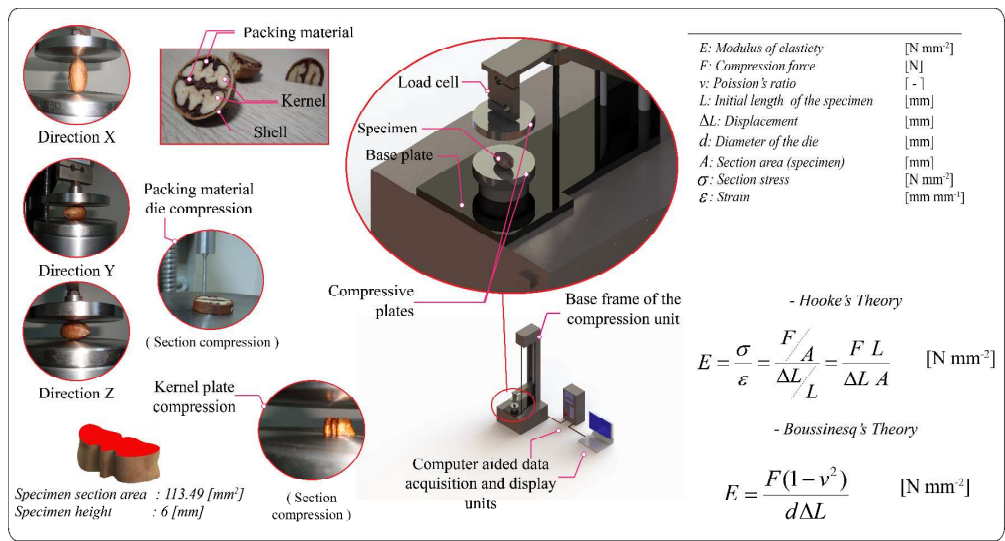 Direction X
Direction Y
Direction Z
Packing material
Kernel
Shell
Packing material
die compression
( Section compression )
Kernel plate
compression
( Section
compression )
Specimen section area : 113.49 [mm²]
Specimen height : 6 [mm]
Load cell
Specimen
Base plate
Compressive
plates
Base frame of the
compression unit
Computer aided data
acquisition and display
units
E: Modulus of elasticty [N mm⁻²]
F: Compression force [N]
v: Poission's ratio [ - ]
L: Initial length of the specimen [mm]
ΔL: Displacement [mm]
d: Diameter of the die [mm]
A: Section area (specimen) [mm]
σ: Section stress [N mm⁻²]
ε: Strain [mm mm⁻¹]
- Hooke's Theory
E = σ/ε = (F/A)/(ΔL/L) = F L/ΔL A [N mm⁻²]
- Boussinesq's Theory
E = F(1 - v²)/dΔL [N mm⁻²]